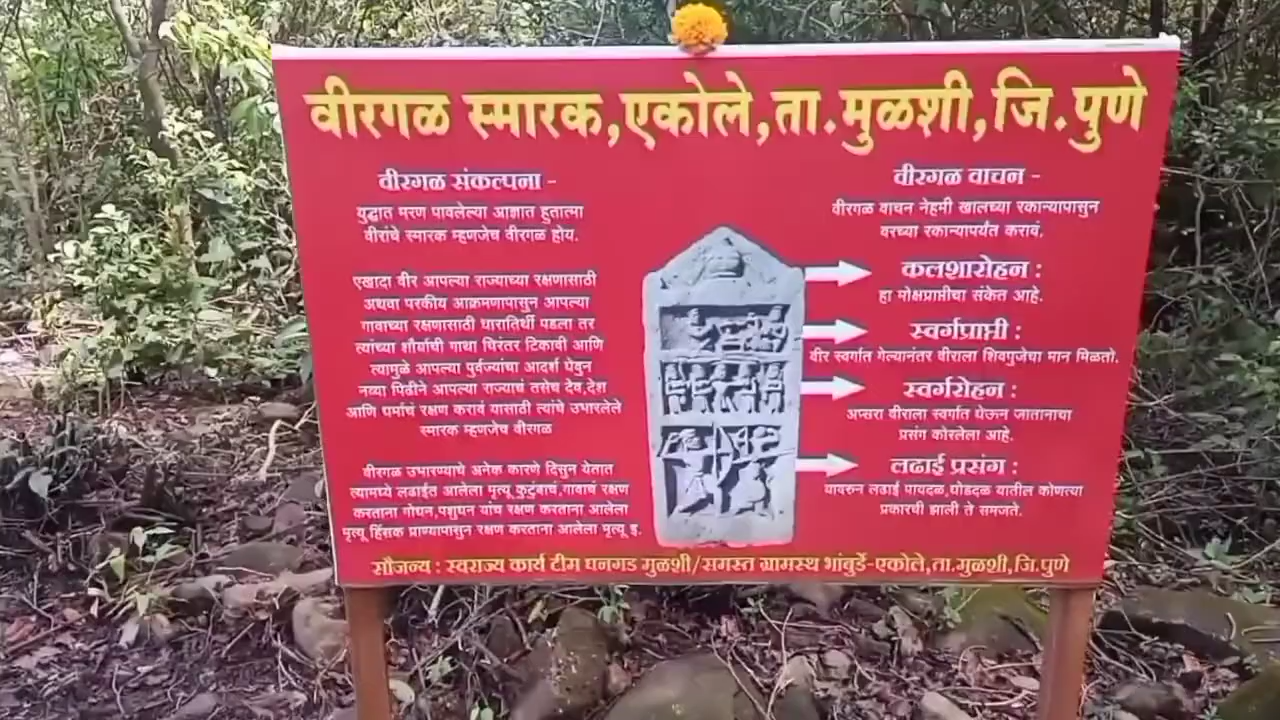 वीरगळ स्मारक,एकोले,ता.मुळशी,जि.पुणे
वीरगळ संकल्पना -
युद्धात मरण पावलेल्या आज्ञात हुतात्मा
वीरांचे स्मारक म्हणजेच वीरगळ होय.
एखादा वीर आपल्या राज्याच्या रक्षणासाठी
अथवा परकीय आक्रमणापासुन आपल्या
गावाच्या रक्षणासाठी धारातिर्थी पडला तर
त्यांच्या शौर्याची गाथा चिरंतर टिकावी आणि
त्यामुळे आपल्या पुर्वज्यांचा आदर्श घेवुन
नव्या पिढीने आपल्या राज्याचं तसेच देव,देश
आणि धर्माचं रक्षण करावं यासाठी त्यांचे उभारलेले
स्मारक म्हणजेच वीरगळ
वीरगळ उभारण्याचे अनेक कारणे दिसुन येतात
त्यामध्ये लढाईत आलेला मृत्यू,कुटुंबाचं,गावाचं रक्षण
करताना गोधन,पशुधन यांच रक्षण करताना आलेला
मृत्यू हिंसक प्राण्यापासुन रक्षण करताना आलेला मृत्यू इ.
वीरगळ वाचन -
वीरगळ वाचन नेहमी खालच्या रकान्यापासुन
वरच्या रकान्यापर्यंत करावं.
कलशारोहन :
हा मोक्षप्राप्तीचा संकेत आहे.
स्वर्गप्राप्ती :
वीर स्वर्गात गेल्यानंतर वीराला शिवपुजेचा मान मिळतो.
स्वर्गरोहन :
अप्सरा वीराला स्वर्गात घेऊन जातानाचा
प्रसंग कोरलेला आहे.
लढाई प्रसंग :
यावरुन लढाई पायदळ,घोडदळ यातील कोणत्या
प्रकारची झाली ते समजते.
सौजन्य : स्वराज्य कार्य टीम घनगड मुळशी/समस्त ग्रामस्थ भांबुर्डे-एकोले,ता.मुळशी,जि.पुणे